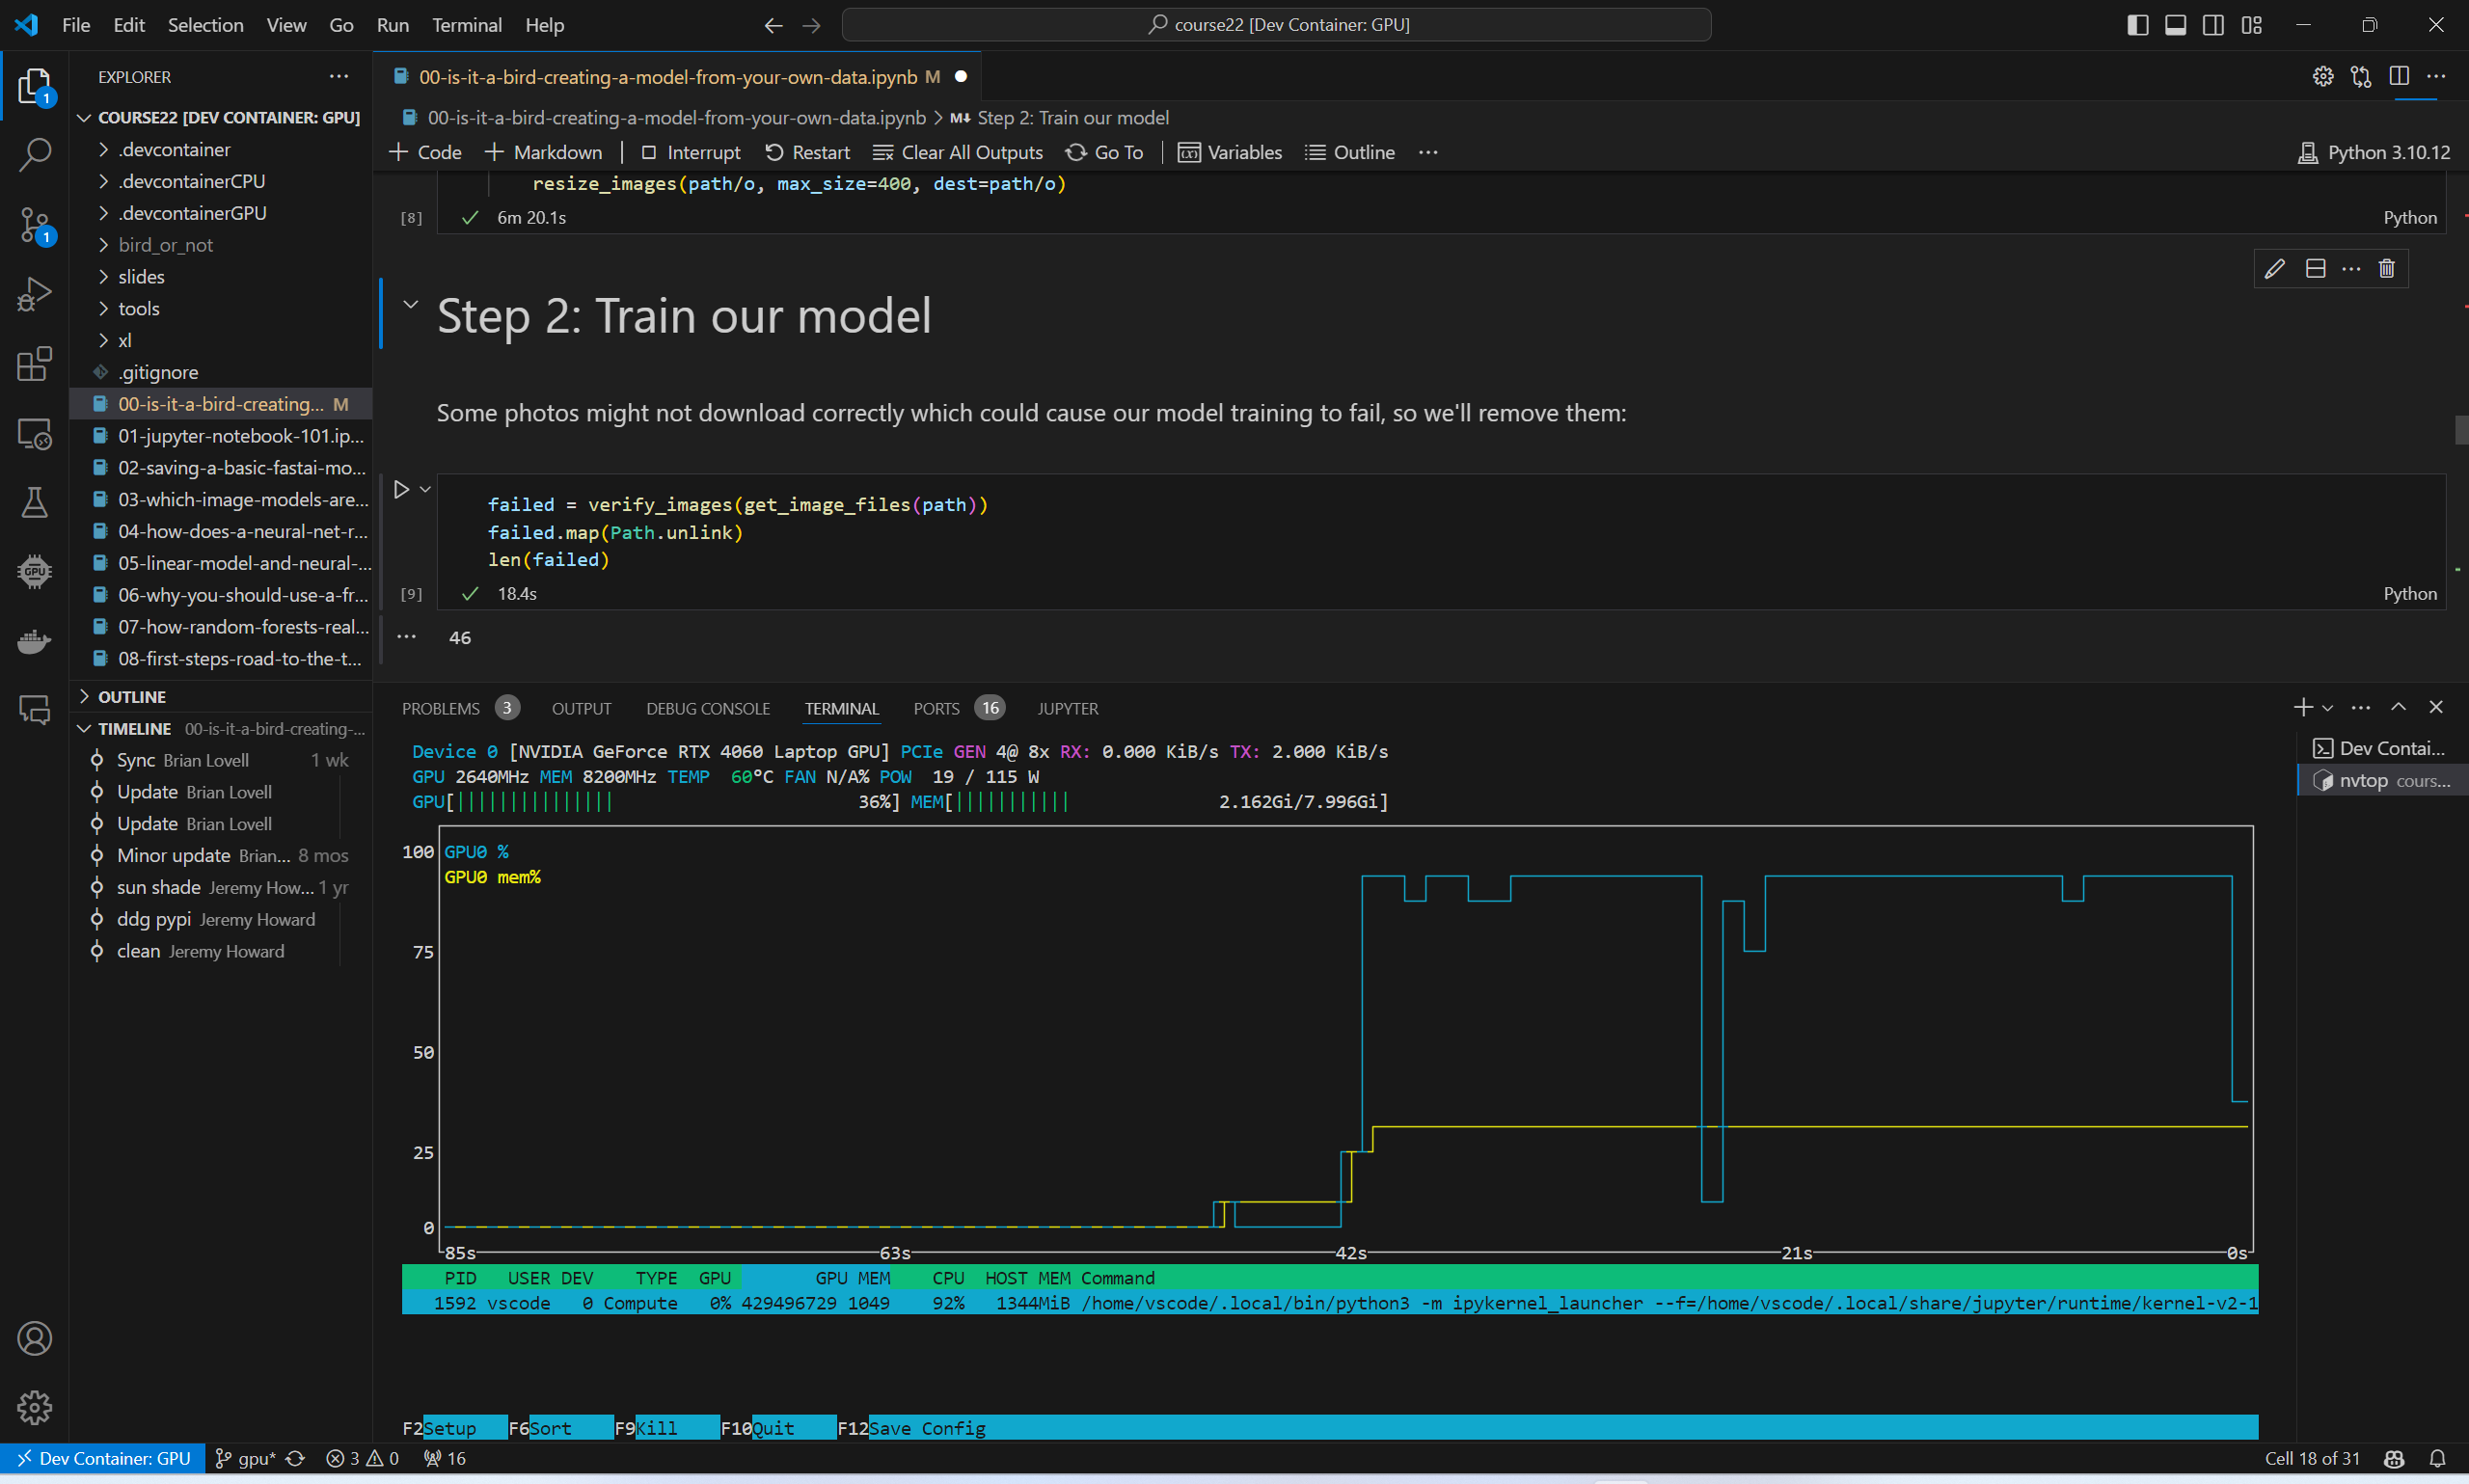 File Edit Selection View Go Run Terminal Help
course22 [Dev Container: GPU]
EXPLORER
COURSE22 [DEV CONTAINER: GPU]
.devcontainer
.devcontainerCPU
.devcontainerGPU
bird_or_not
slides
tools
xl
.gitignore
00-is-it-a-bird-creating... M
01-jupyter-notebook-101.ip...
02-saving-a-basic-fastai-mo...
03-which-image-models-are...
04-how-does-a-neural-net-r...
05-linear-model-and-neural-...
06-why-you-should-use-a-fr...
07-how-random-forests-real...
08-first-steps-road-to-the-t...
OUTLINE
TIMELINE 00-is-it-a-bird-creating-...
Sync Brian Lovell 1 wk
Update Brian Lovell
Update Brian Lovell
Minor update Brian... 8 mos
sun shade Jeremy How... 1 yr
ddg pypi Jeremy Howard
clean Jeremy Howard
1
1
GPU
00-is-it-a-bird-creating-a-model-from-your-own-data.ipynb M
00-is-it-a-bird-creating-a-model-from-your-own-data.ipynb > M↓ Step 2: Train our model
Code Markdown Interrupt Restart Clear All Outputs Go To Variables Outline ... Python 3.10.12
resize_images(path/o, max_size=400, dest=path/o)
[8] 6m 20.1s Python
Step 2: Train our model
Some photos might not download correctly which could cause our model training to fail, so we'll remove them:
failed = verify_images(get_image_files(path))
failed.map(Path.unlink)
len(failed)
[9] 18.4s Python
... 46
PROBLEMS 3 OUTPUT DEBUG CONSOLE TERMINAL PORTS 16 JUPYTER
Dev Contai...
nvtop cours...
Device 0 [NVIDIA GeForce RTX 4060 Laptop GPU] PCIe GEN 4@ 8x RX: 0.000 KiB/s TX: 2.000 KiB/s
GPU 2640MHz MEM 8200MHz TEMP 60°C FAN N/A% POW 19 / 115 W
GPU[|||||||||||||||36%] MEM[|||||||||||2.162Gi/7.996Gi]
100 GPU0 %
GPU0 mem%
75
50
25
0
85s 63s 42s 21s 0s
PID USER DEV TYPE GPU GPU MEM CPU HOST MEM Command
1592 vscode 0 Compute 0% 429496729 1049 92% 1344MiB /home/vscode/.local/bin/python3 -m ipykernel_launcher --f=/home/vscode/.local/share/jupyter/runtime/kernel-v2-1
F2Setup F6Sort F9Kill F10Quit F12Save Config
Dev Container: GPU gpu* 3 0 16 Cell 18 of 31